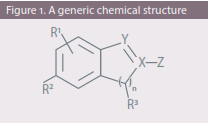 Figure 1. A generic chemical structure
R¹
Y
X—Z
( )n
R²
R³